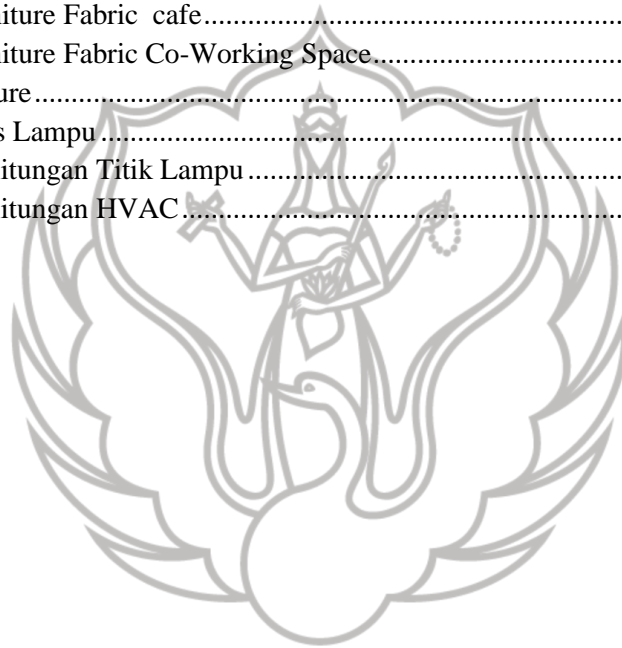 iture Fabric cafe..........................................................................
iture Fabric Co-Working Space............................................
ure....................................................................................................
s Lampu.........................................................................................
itungan Titik Lampu................................................................
itungan HVAC..........................................................................